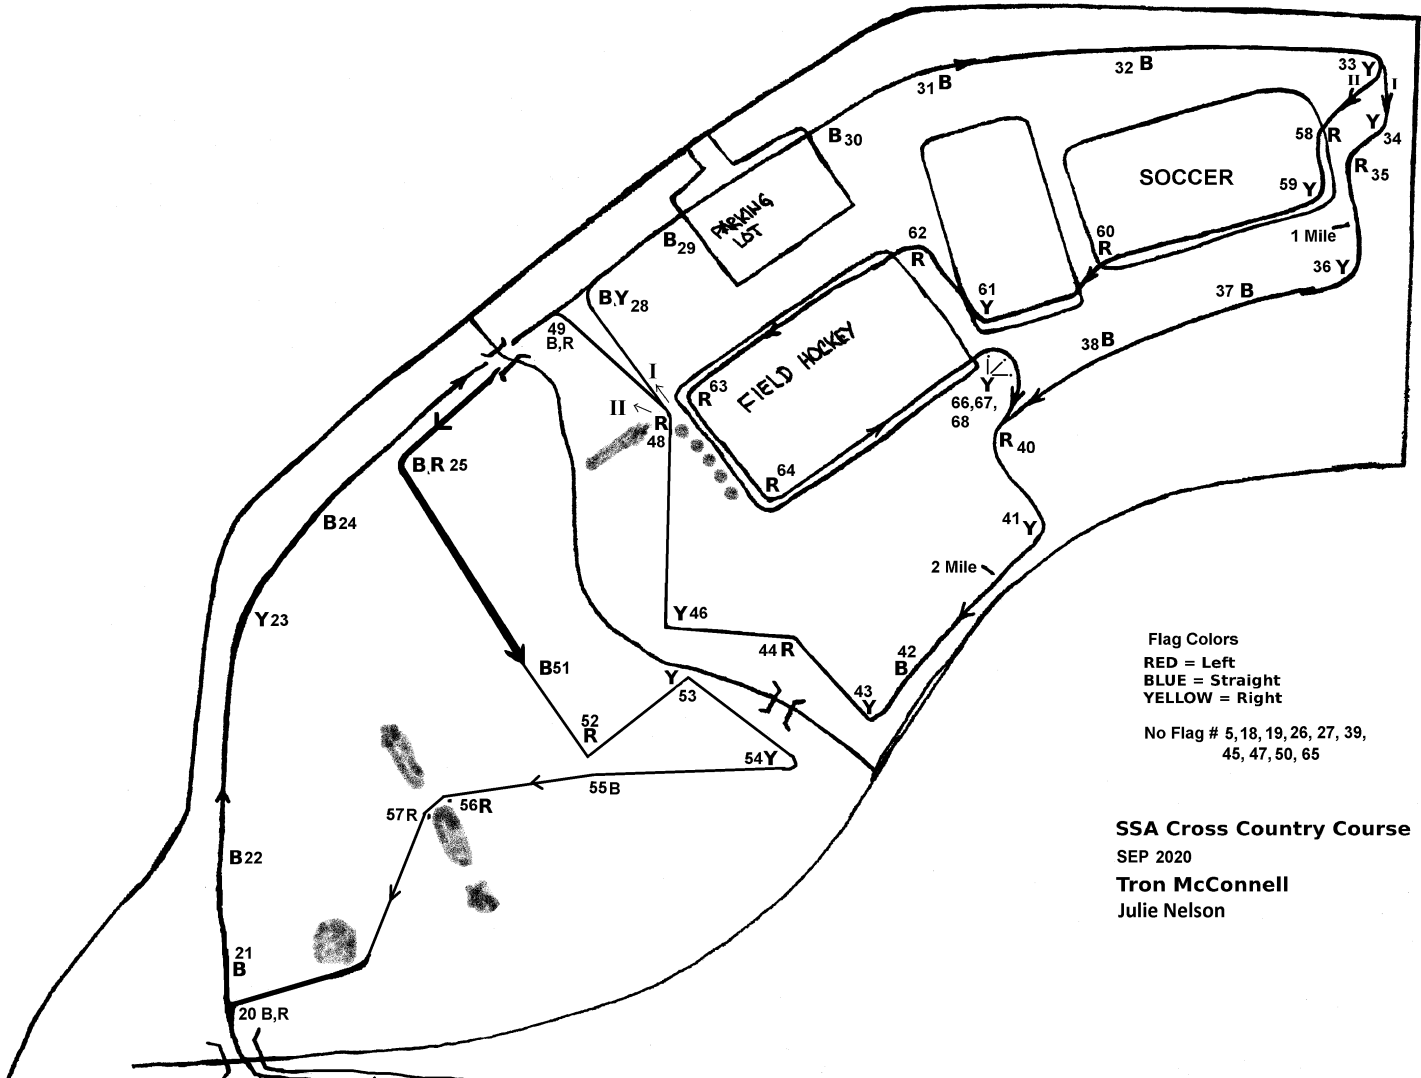 32 B
33 Y
II
I
31 B
Y
34
58 R
R 35
B 30
SOCCER
59 Y
PARKING
LOT
1 Mile
62
R
60
R
B 29
36 Y
61
Y
37 B
B,Y 28
49
B,R
38 B
FIELD HOCKEY
I
63
R
Y
66,67,
68
II
R
48
R 40
B,R 25
64
R
41 Y
B 24
2 Mile
Y 23
Y 46
44 R
42
B
B 51
Y
53
43
Y
52
R
54 Y
55 B
57 R
56 R
B 22
21
B
20 B,R
Flag Colors
RED = Left
BLUE = Straight
YELLOW = Right
No Flag # 5,18, 19, 26, 27, 39,
45, 47, 50, 65
SSA Cross Country Course
SEP 2020
Tron McConnell
Julie Nelson